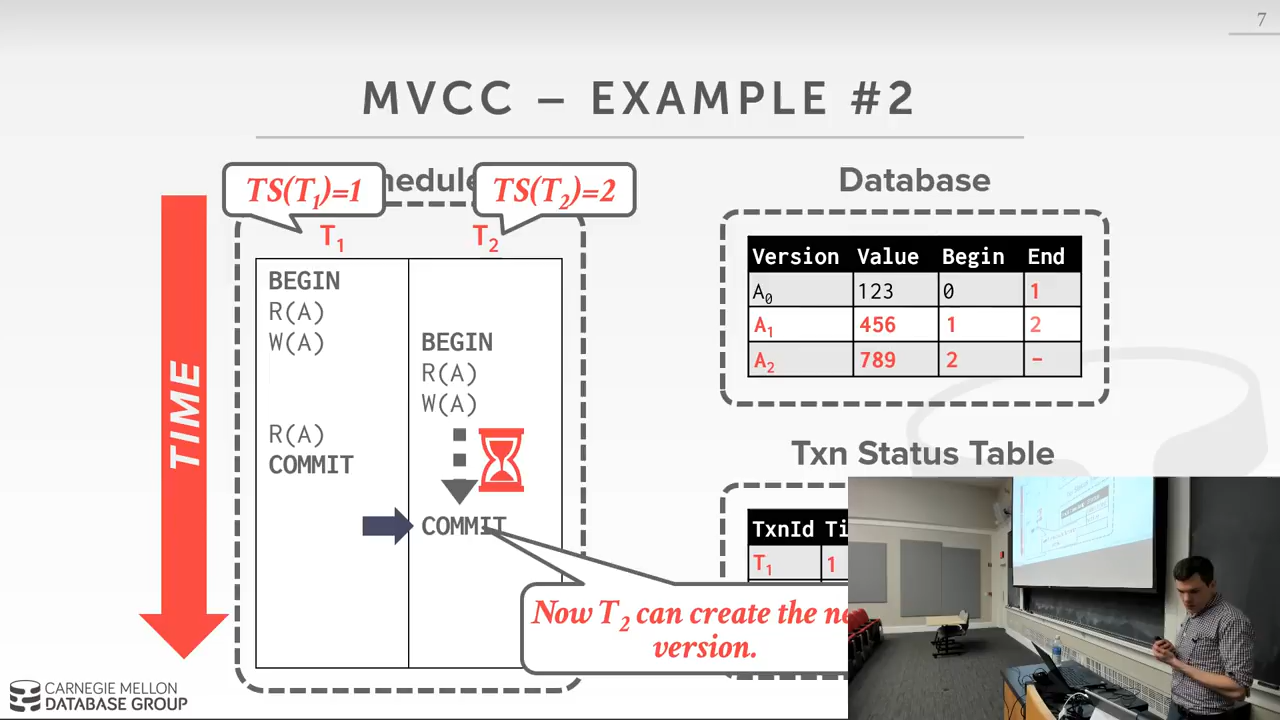 7
MVCC – EXAMPLE #2
TS(T1)=1
TS(T2)=2
Database
T1
T2
TIME
BEGIN
R(A)
W(A)
R(A)
COMMIT
BEGIN
R(A)
W(A)
COMMIT
Now T2 can create the
version.
Version Value Begin End
A0 123 0 1
A1 456 1 2
A2 789 2 -
Txn Status Table
TxnId
T1 1
CARNEGIE MELLON
DATABASE GROUP